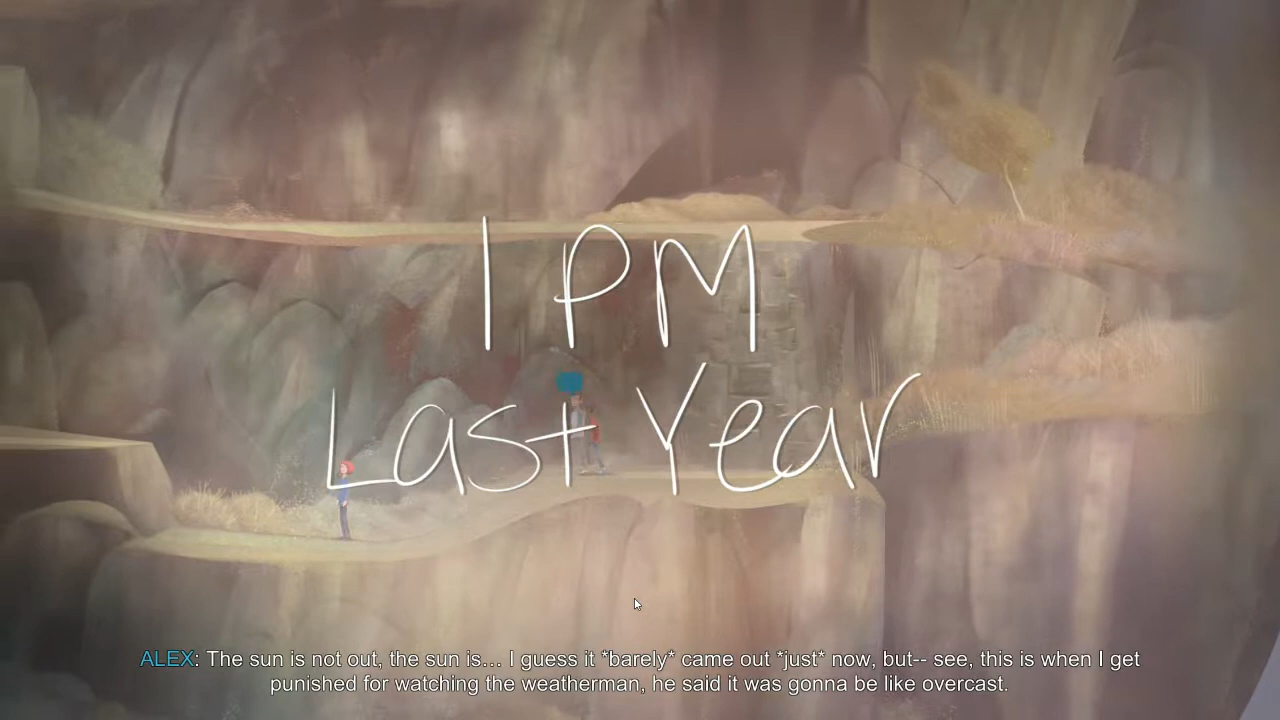 1 PM
Last Year
ALEX: The sun is not out, the sun is... I guess it *barely* came out *just* now, but-- see, this is when I get
punished for watching the weatherman, he said it was gonna be like overcast.